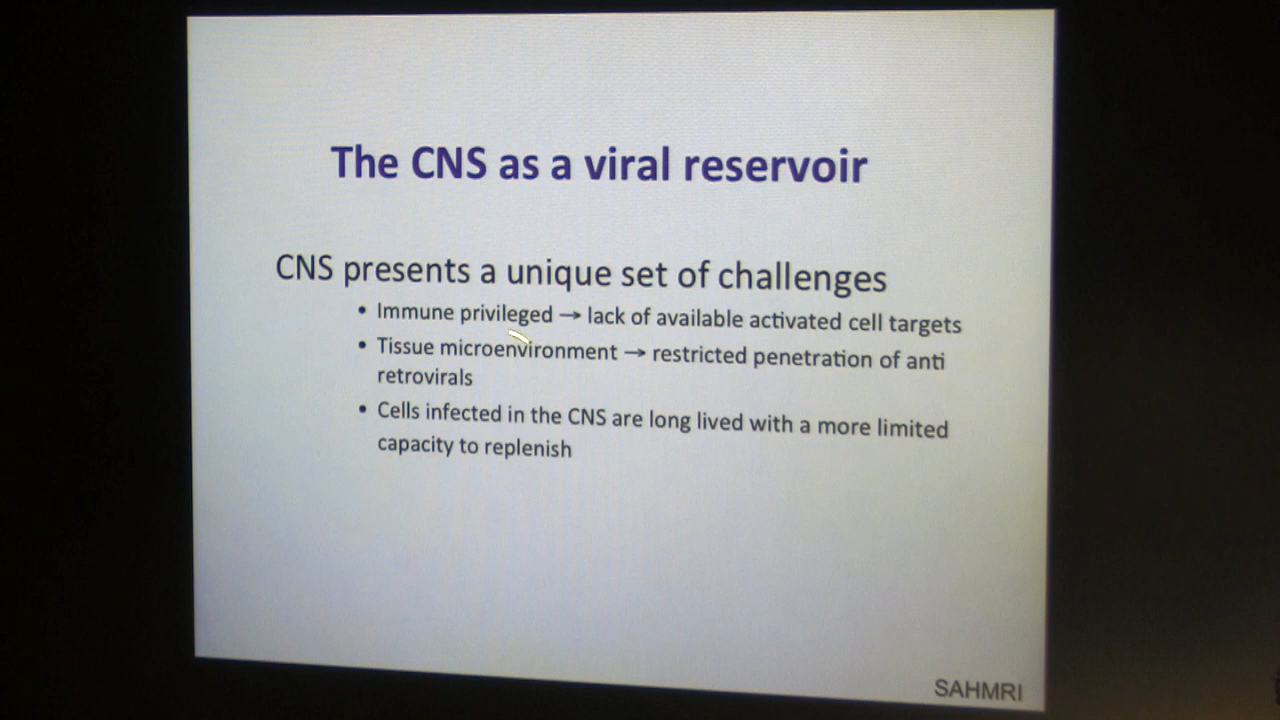 The CNS as a viral reservoir
CNS presents a unique set of challenges
• Immune privileged → lack of available activated cell targets
• Tissue microenvironment → restricted penetration of anti
retrovirals
• Cells infected in the CNS are long lived with a more limited
capacity to replenish
SAHMRI